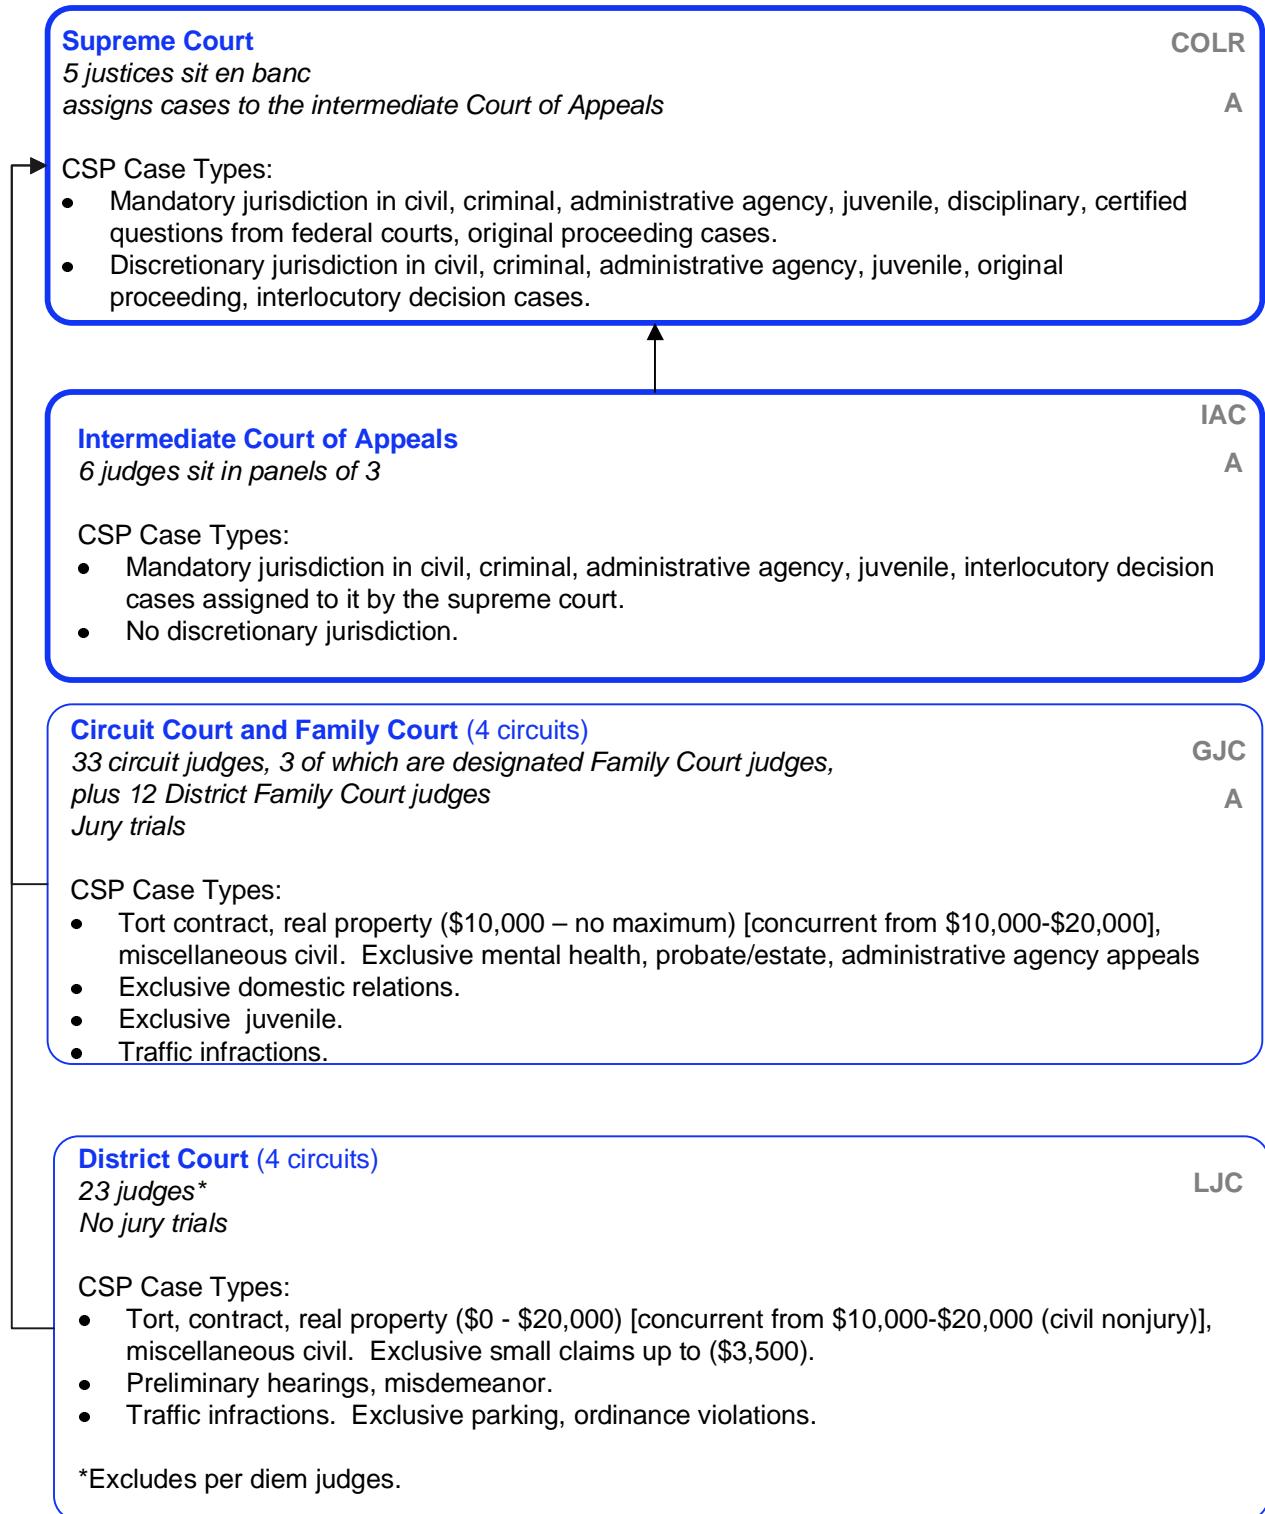 Supreme Court COLR
5 justices sit en banc
assigns cases to the intermediate Court of Appeals A
CSP Case Types:
• Mandatory jurisdiction in civil, criminal, administrative agency, juvenile, disciplinary, certified
questions from federal courts, original proceeding cases.
• Discretionary jurisdiction in civil, criminal, administrative agency, juvenile, original
proceeding, interlocutory decision cases.
IAC
Intermediate Court of Appeals
6 judges sit in panels of 3 A
CSP Case Types:
• Mandatory jurisdiction in civil, criminal, administrative agency, juvenile, interlocutory decision
cases assigned to it by the supreme court.
• No discretionary jurisdiction.
Circuit Court and Family Court (4 circuits)
33 circuit judges, 3 of which are designated Family Court judges, GJC
plus 12 District Family Court judges A
Jury trials
CSP Case Types:
• Tort contract, real property ($10,000 – no maximum) [concurrent from $10,000-$20,000],
miscellaneous civil. Exclusive mental health, probate/estate, administrative agency appeals
• Exclusive domestic relations.
• Exclusive juvenile.
• Traffic infractions.
District Court (4 circuits)
23 judges* LJC
No jury trials
CSP Case Types:
• Tort, contract, real property ($0 - $20,000) [concurrent from $10,000-$20,000 (civil nonjury)],
miscellaneous civil. Exclusive small claims up to ($3,500).
• Preliminary hearings, misdemeanor.
• Traffic infractions. Exclusive parking, ordinance violations.
*Excludes per diem judges.